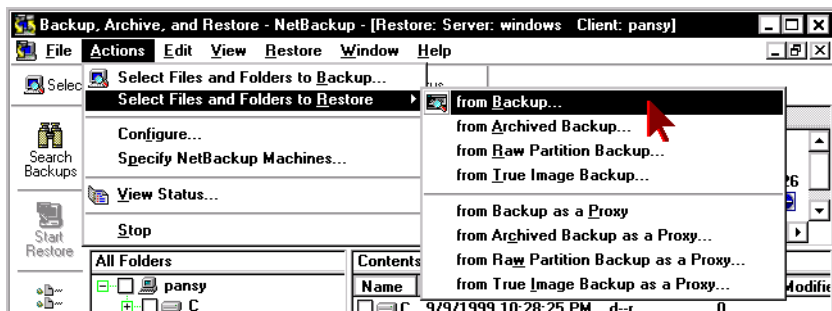 Backup, Archive, and Restore - NetBackup - [Restore: Server: windows Client: pansy]
File Actions Edit View Restore Window Help
Selec
Select Files and Folders to Backup...
Select Files and Folders to Restore
from Backup...
from Archived Backup...
from Raw Partition Backup...
from True Image Backup...
from Backup as a Proxy
from Archived Backup as a Proxy...
from Raw Partition Backup as a Proxy...
from True Image Backup as a Proxy...
Configure...
Specify NetBackup Machines...
View Status...
Stop
Search
Backups
Start
Restore
26
All Folders
Contents
pansy
C
Name
Modifie
C 9/9/1999 10:28:25 PM d--r 0